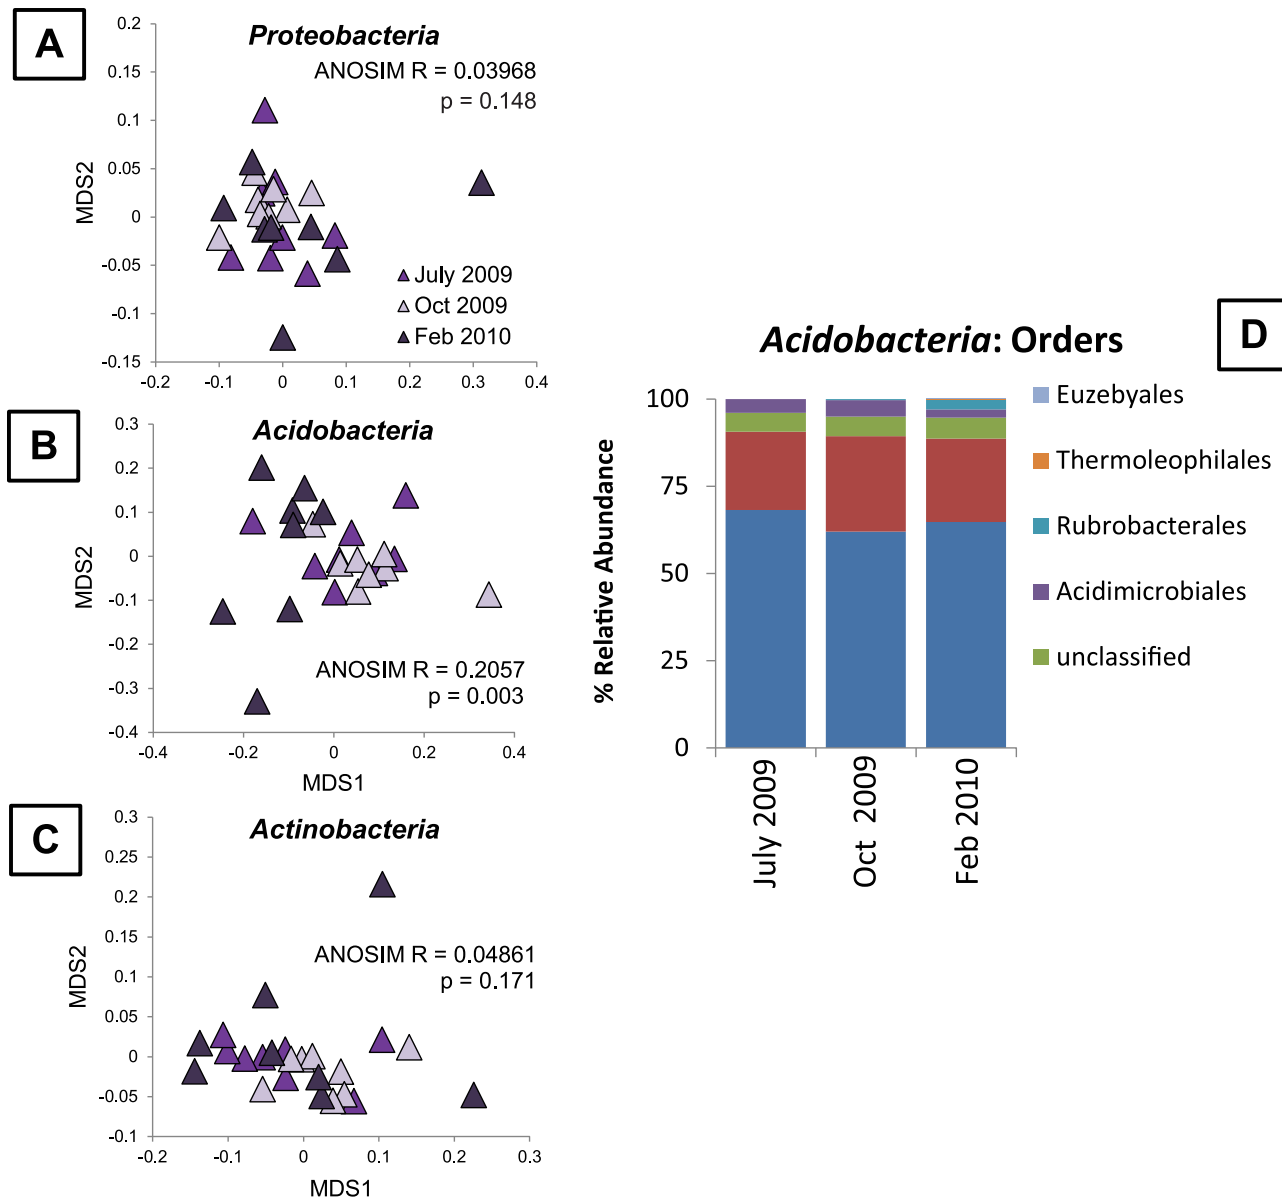 A
Proteobacteria
ANOSIM R = 0.03968
p = 0.148
MDS2
0.2
0.15
0.1
0.05
0
-0.05
-0.1
-0.15
-0.2
-0.1
0
0.1
0.2
0.3
0.4
July 2009
Oct 2009
Feb 2010
B
Acidobacteria
ANOSIM R = 0.2057
p = 0.003
MDS2
0.3
0.2
0.1
0
-0.1
-0.2
-0.3
-0.4
-0.4
-0.2
0
0.2
0.4
MDS1
C
Actinobacteria
ANOSIM R = 0.04861
p = 0.171
MDS2
0.3
0.25
0.2
0.15
0.1
0.05
0
-0.05
-0.1
-0.2
-0.1
0
0.1
0.2
0.3
MDS1
D
Acidobacteria: Orders
% Relative Abundance
100
75
50
25
0
July 2009
Oct 2009
Feb 2010
Euzebyales
Thermoleophilales
Rubrobacterales
Acidimicrobiales
unclassified